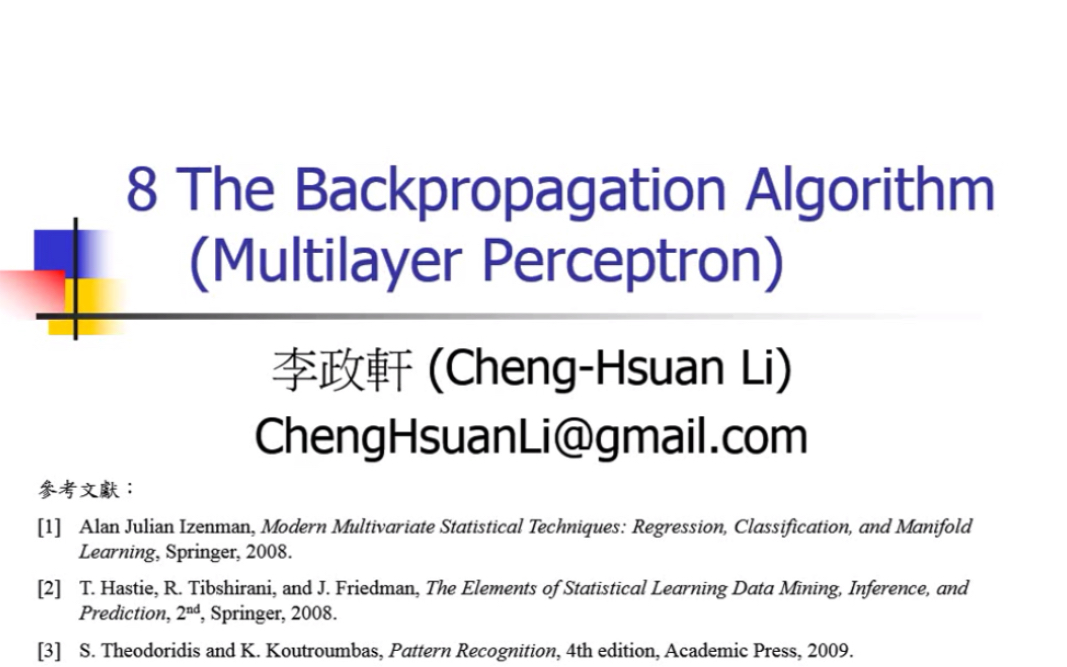 8 The Backpropagation Algorithm
(Multilayer Perceptron)
李政軒 (Cheng-Hsuan Li)
ChengHsuanLi@gmail.com
參考文獻：
[1] Alan Julian Izenman, Modern Multivariate Statistical Techniques: Regression, Classification, and Manifold
Learning, Springer, 2008.
[2] T. Hastie, R. Tibshirani, and J. Friedman, The Elements of Statistical Learning Data Mining, Inference, and
Prediction, 2nd, Springer, 2008.
[3] S. Theodoridis and K. Koutroumbas, Pattern Recognition, 4th edition, Academic Press, 2009.